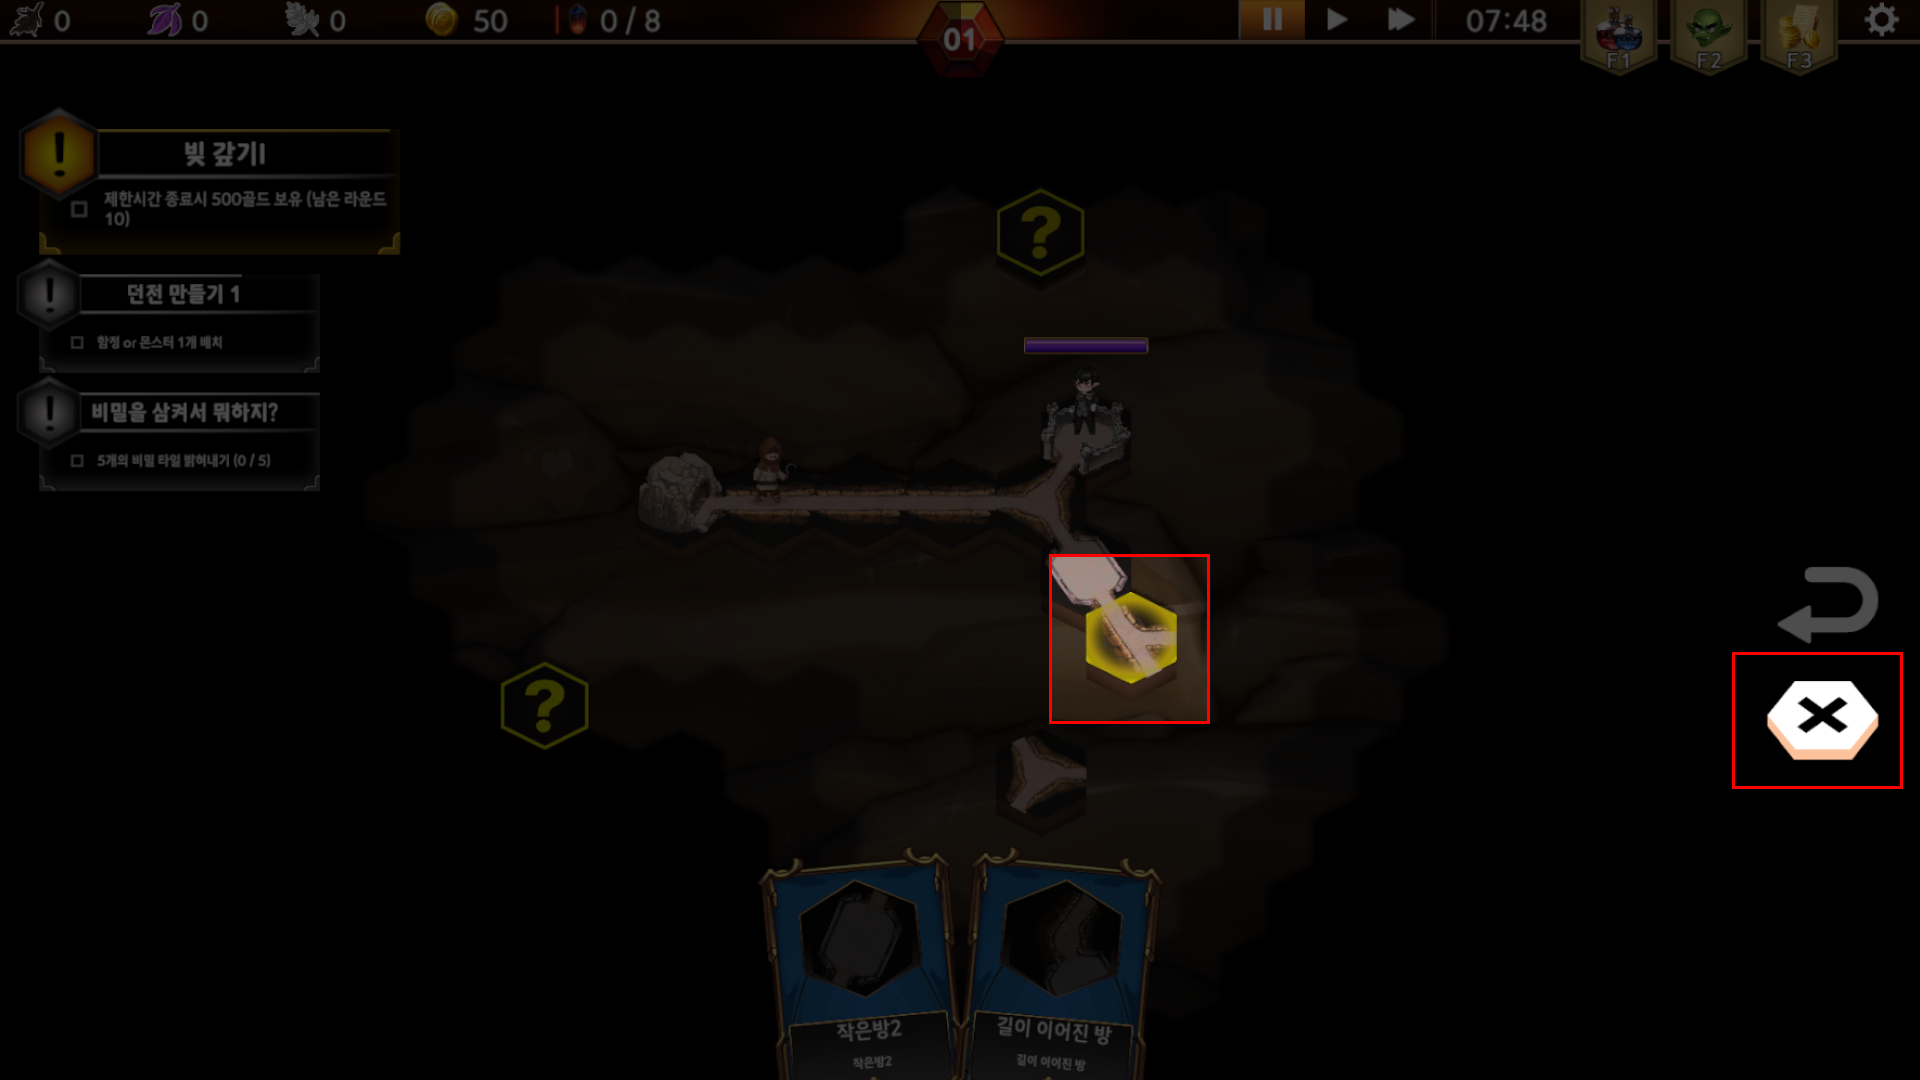 0
0
0
50
0 / 8
01
07:48
F1
F2
F3
!
빚 갚기I
제한시간 종료시 500골드 보유 (남은 라운드
10)
!
던전 만들기 1
함정 or 몬스터 1개 배치
!
비밀을 삼켜서 뭐하지?
5개의 비밀 타일 밝혀내기 (0 / 5)
?
?
작은방2
작은방2
길이 이어진 방
길이 이어진 방